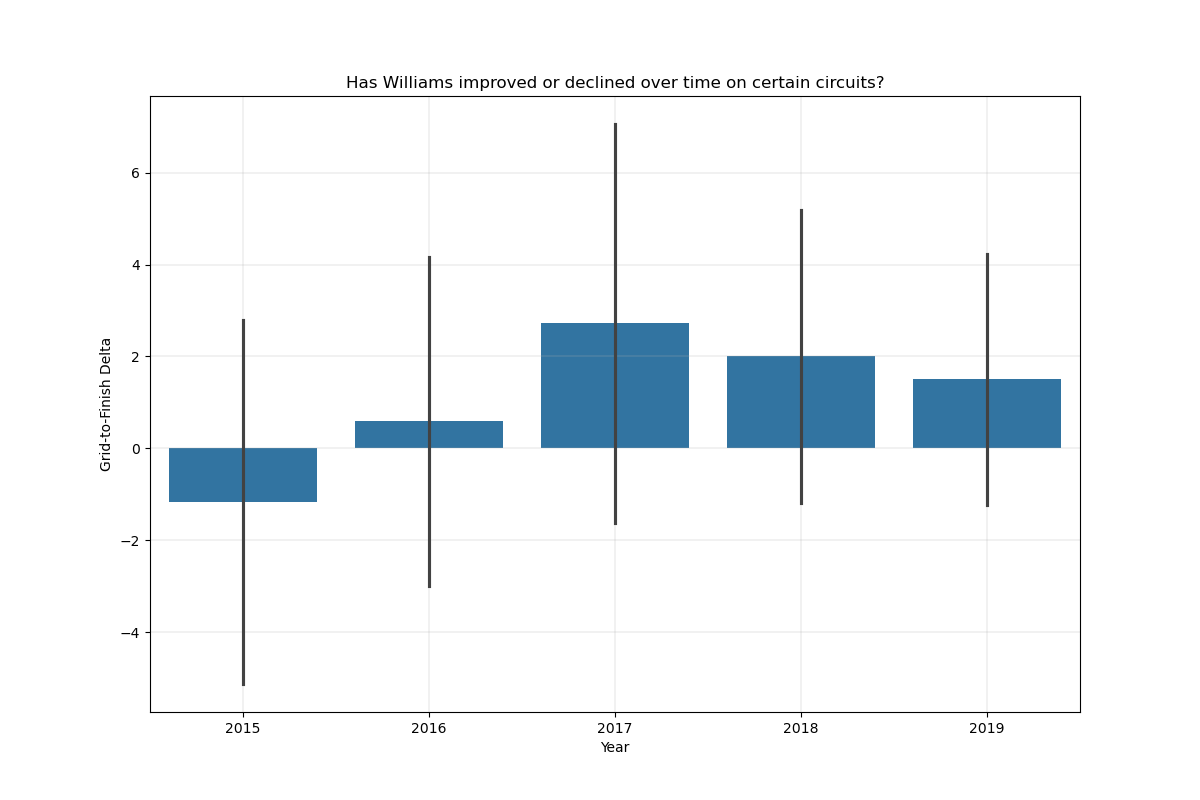 Has Williams improved or declined over time on certain circuits?
Grid-to-Finish Delta
6
4
2
0
−2
−4
2015 2016 2017 2018 2019
Year